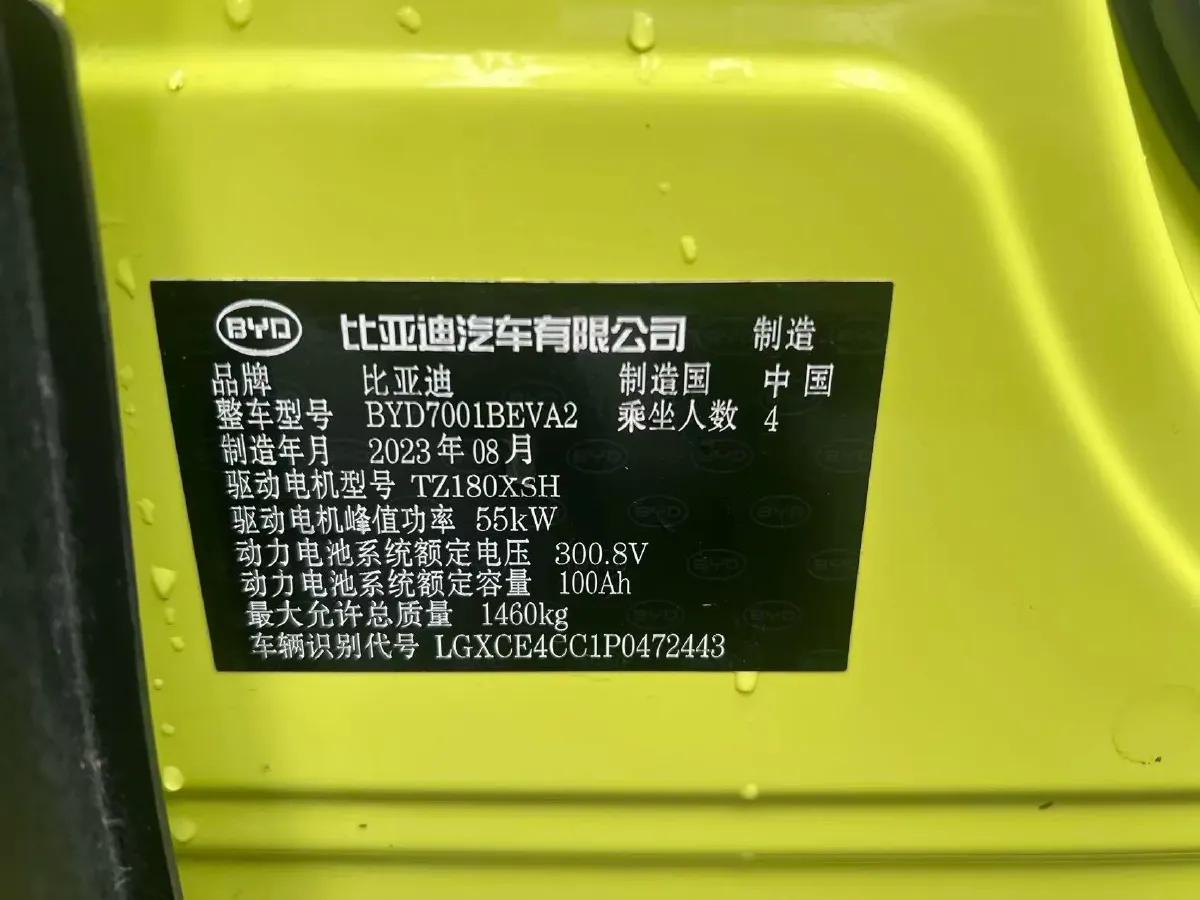 BYD 比亚迪汽车有限公司 制造
品牌 比亚迪 制造国 中国
整车型号 BYD7001BEVA2 乘坐人数 4
制造年月 2023年08月
驱动电机型号 TZ180XSH
驱动电机峰值功率 55kW
动力电池系统额定电压 300.8V
动力电池系统额定容量 100Ah
最大允许总质量 1460kg
车辆识别代号 LGXCE4CC1P0472443